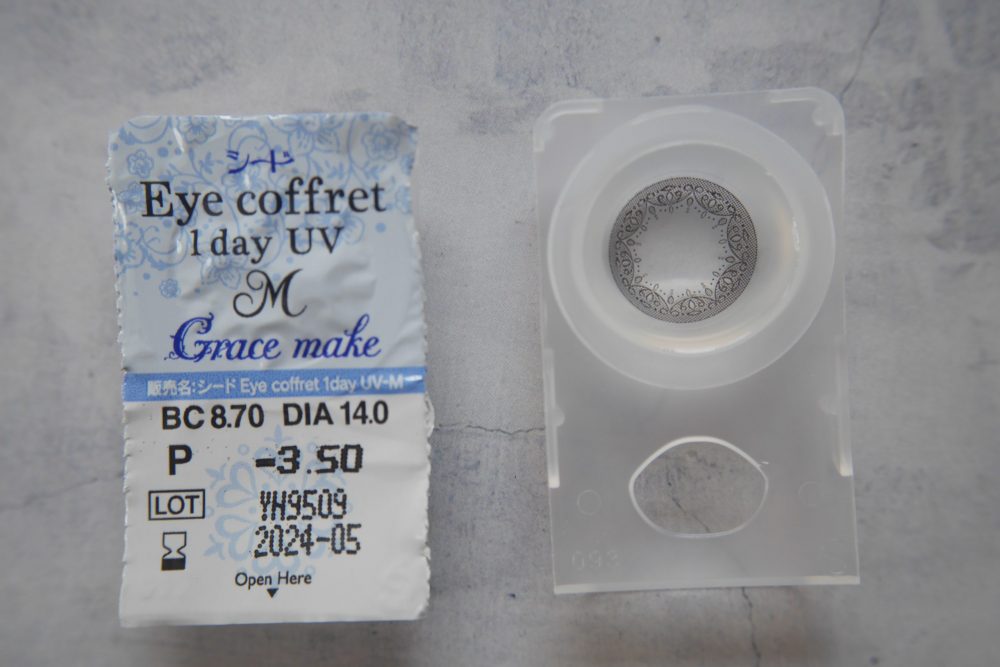 シード
Eye coffret
1day UV
M
Grace make
販売名:シード Eye coffret 1day UV-M
BC 8.70 DIA 14.0
P -3.50
LOT YH9509
2024-05
Open Here